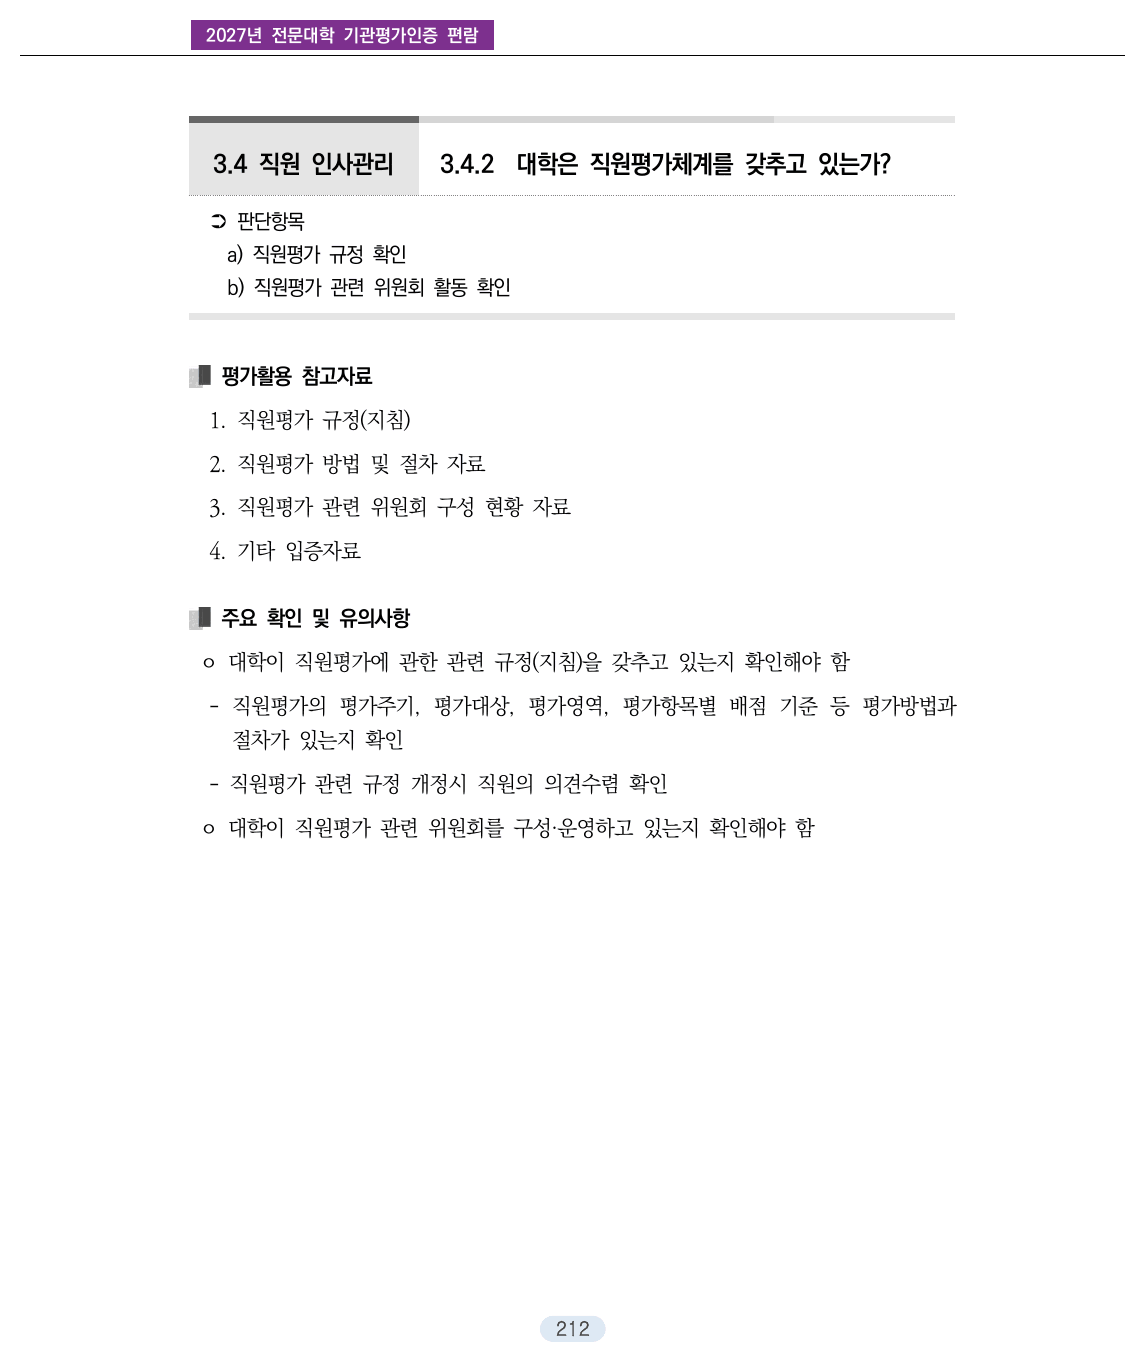 2027년 전문대학 기관평가인증 편람
3.4 직원 인사관리
3.4.2 대학은 직원평가체계를 갖추고 있는가?
➲ 판단항목
a) 직원평가 규정 확인
b) 직원평가 관련 위원회 활동 확인
평가활용 참고자료
1. 직원평가 규정(지침)
2. 직원평가 방법 및 절차 자료
3. 직원평가 관련 위원회 구성 현황 자료
4. 기타 입증자료
주요 확인 및 유의사항
ㅇ 대학이 직원평가에 관한 관련 규정(지침)을 갖추고 있는지 확인해야 함
- 직원평가의 평가주기, 평가대상, 평가영역, 평가항목별 배점 기준 등 평가방법과
절차가 있는지 확인
- 직원평가 관련 규정 개정시 직원의 의견수렴 확인
ㅇ 대학이 직원평가 관련 위원회를 구성·운영하고 있는지 확인해야 함
212